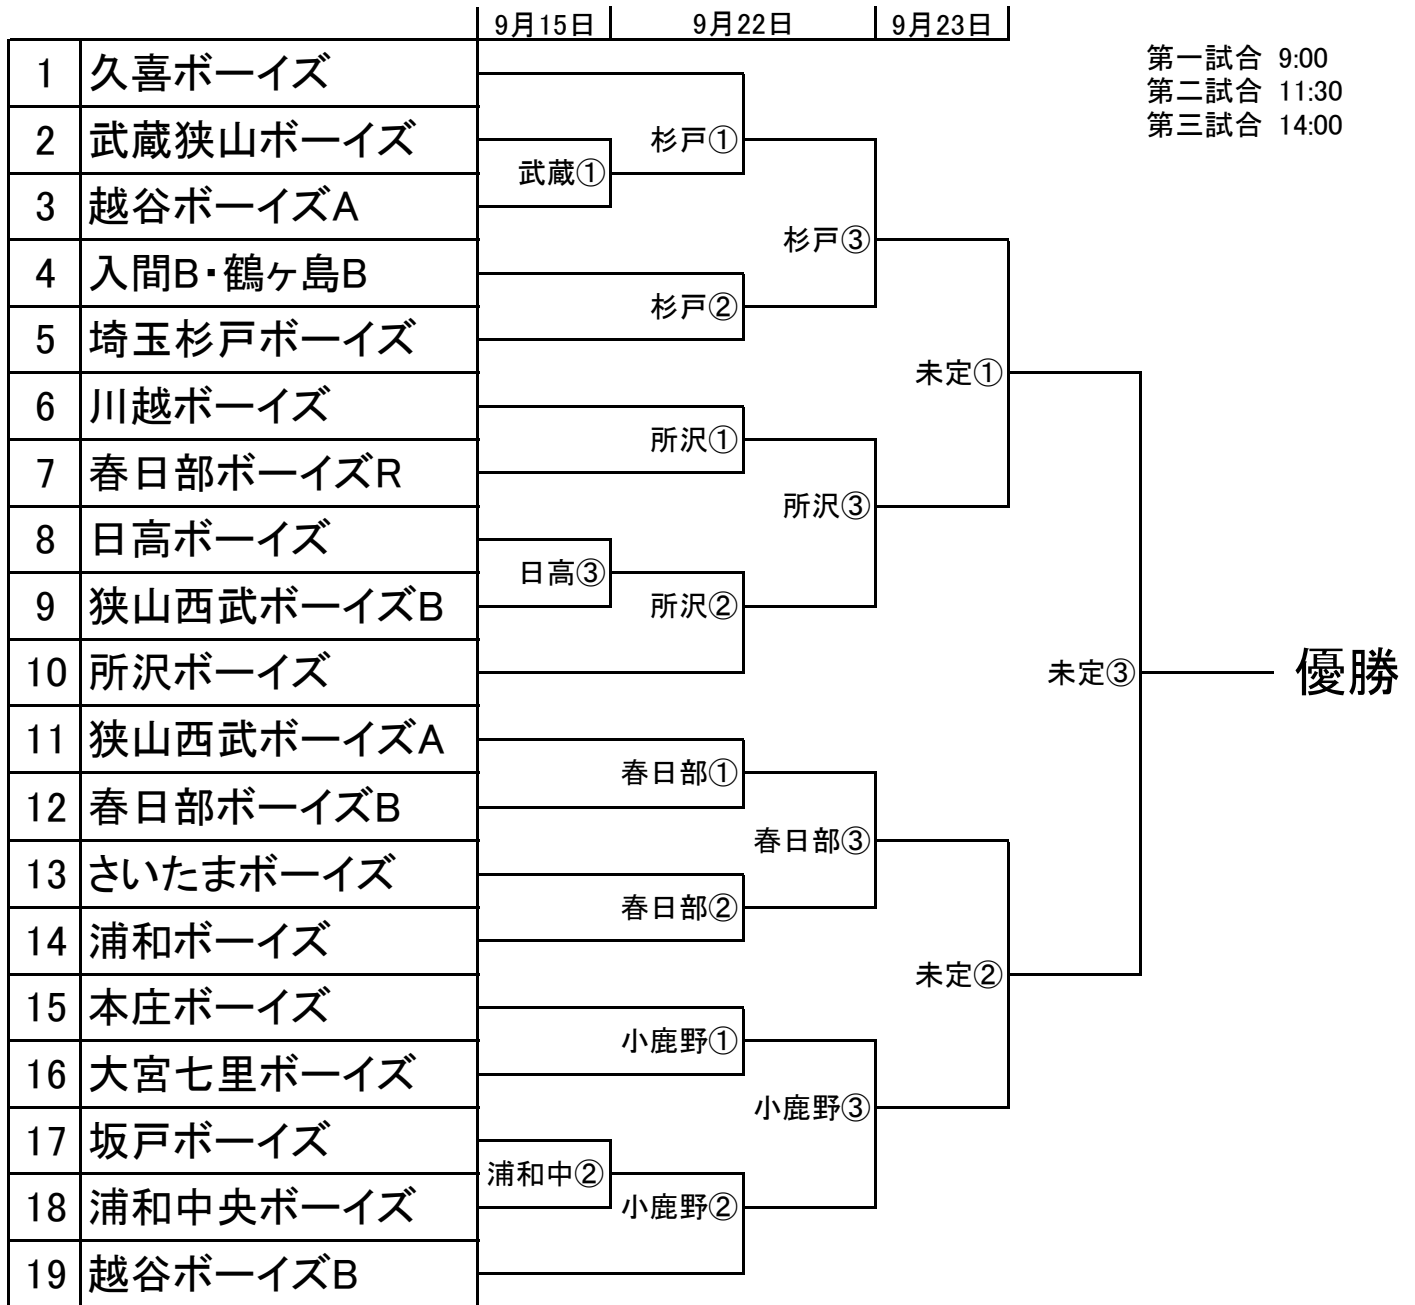 9月15日 9月22日 9月23日
第一試合 9:00
第二試合 11:30
第三試合 14:00
1 久喜ボーイズ
2 武蔵狭山ボーイズ
杉戸①
武蔵①
3 越谷ボーイズA
杉戸③
4 入間B・鶴ヶ島B
杉戸②
5 埼玉杉戸ボーイズ
未定①
6 川越ボーイズ
所沢①
7 春日部ボーイズR
所沢③
8 日高ボーイズ
日高③
9 狭山西武ボーイズB
所沢②
10 所沢ボーイズ
未定③
優勝
11 狭山西武ボーイズA
春日部①
12 春日部ボーイズB
春日部③
13 さいたまボーイズ
春日部②
14 浦和ボーイズ
未定②
15 本庄ボーイズ
小鹿野①
16 大宮七里ボーイズ
小鹿野③
17 坂戸ボーイズ
浦和中②
18 浦和中央ボーイズ
小鹿野②
19 越谷ボーイズB